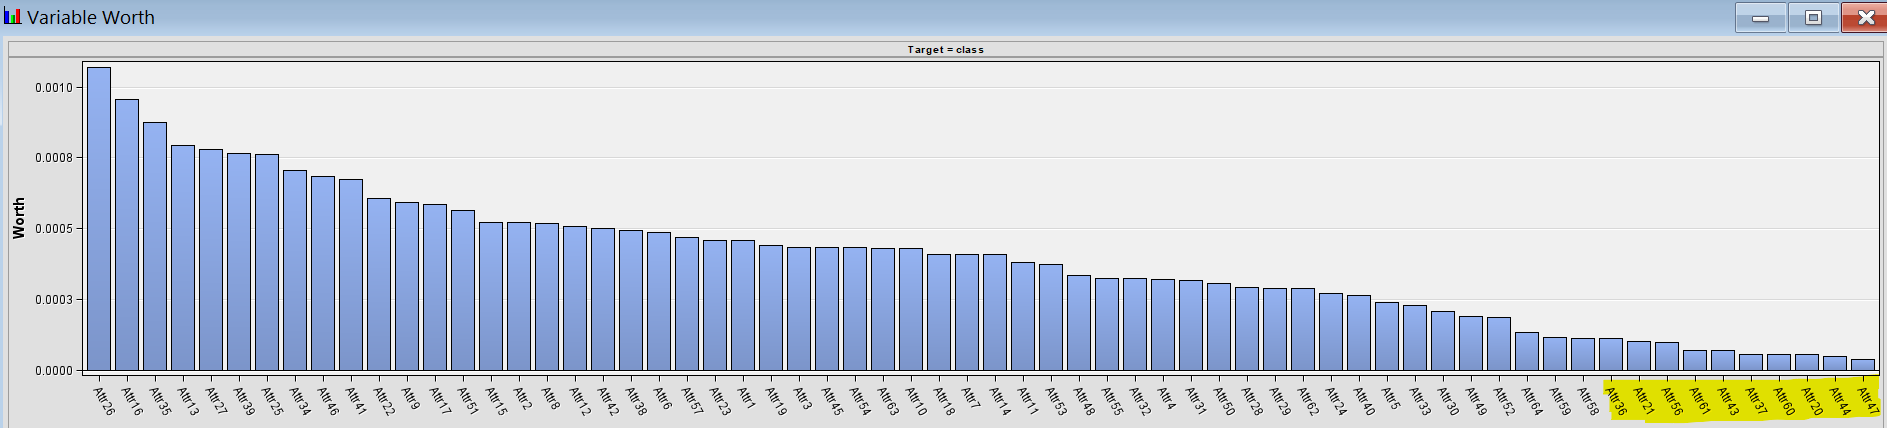 Variable Worth
Target = class
Worth
0.0010
0.0008
0.0005
0.0003
0.0000
Attr26 Attr16 Attr35 Attr13 Attr27 Attr39 Attr25 Attr34 Attr46 Attr41 Attr22 Attr9 Attr17 Attr51 Attr15 Attr2 Attr8 Attr12 Attr42 Attr38 Attr6 Attr57 Attr23 Attr1 Attr19 Attr3 Attr45 Attr54 Attr63 Attr10 Attr18 Attr7 Attr14 Attr11 Attr53 Attr48 Attr55 Attr32 Attr4 Attr31 Attr50 Attr28 Attr29 Attr62 Attr24 Attr40 Attr5 Attr33 Attr30 Attr49 Attr52 Attr64 Attr59 Attr58 Attr36 Attr21 Attr56 Attr61 Attr43 Attr37 Attr60 Attr20 Attr44 Attr47